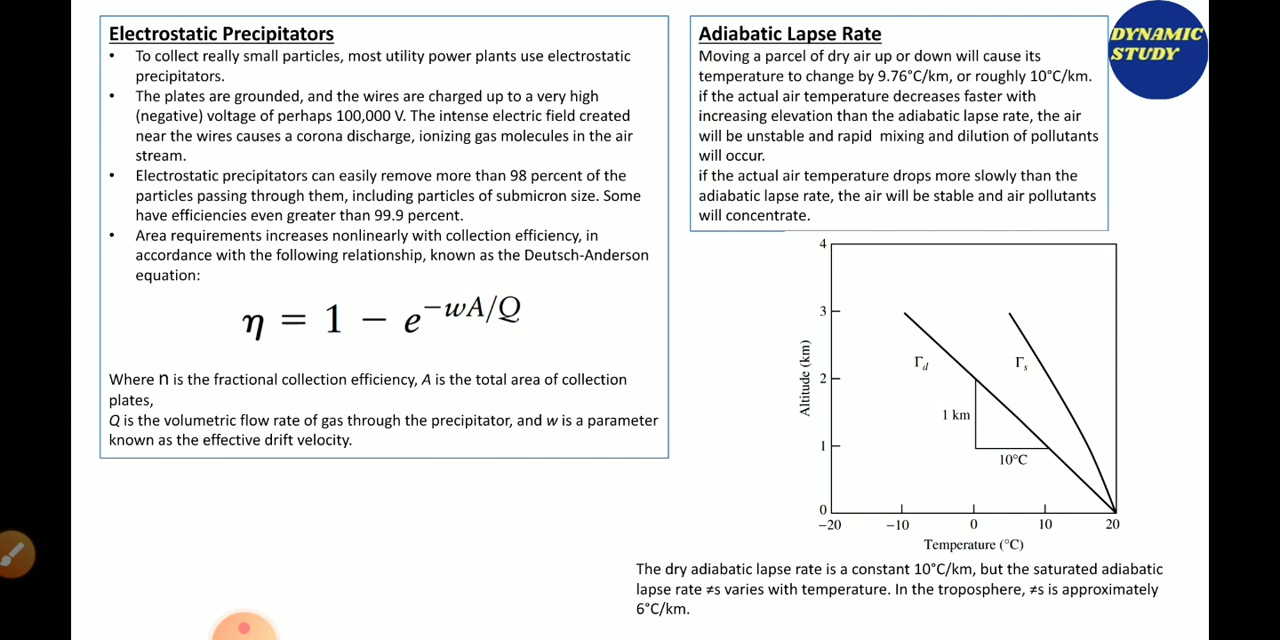 Electrostatic Precipitators
• To collect really small particles, most utility power plants use electrostatic
precipitators.
• The plates are grounded, and the wires are charged up to a very high
(negative) voltage of perhaps 100,000 V. The intense electric field created
near the wires causes a corona discharge, ionizing gas molecules in the air
stream.
• Electrostatic precipitators can easily remove more than 98 percent of the
particles passing through them, including particles of submicron size. Some
have efficiencies even greater than 99.9 percent.
• Area requirements increases nonlinearly with collection efficiency, in
accordance with the following relationship, known as the Deutsch-Anderson
equation:
η = 1 − e^−wA/Q
Where n is the fractional collection efficiency, A is the total area of collection
plates,
Q is the volumetric flow rate of gas through the precipitator, and w is a parameter
known as the effective drift velocity.
Adiabatic Lapse Rate
Moving a parcel of dry air up or down will cause its
temperature to change by 9.76°C/km, or roughly 10°C/km.
if the actual air temperature decreases faster with
increasing elevation than the adiabatic lapse rate, the air
will be unstable and rapid mixing and dilution of pollutants
will occur.
if the actual air temperature drops more slowly than the
adiabatic lapse rate, the air will be stable and air pollutants
will concentrate.
DYNAMIC
STUDY
4
3
2
1
0
Altitude (km)
Γd
Γs
1 km
10°C
−20 −10 0 10 20
Temperature (°C)
The dry adiabatic lapse rate is a constant 10°C/km, but the saturated adiabatic
lapse rate ≠s varies with temperature. In the troposphere, ≠s is approximately
6°C/km.